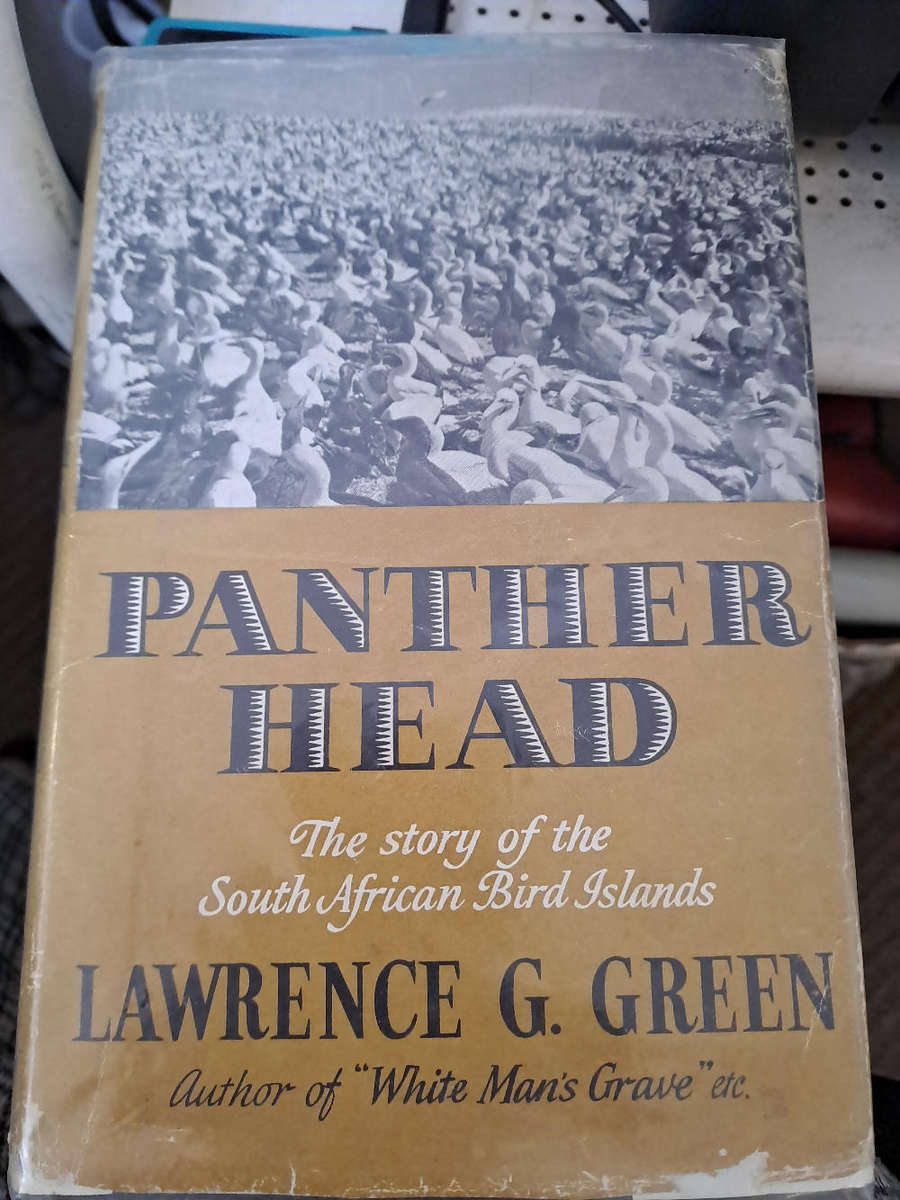 PANTHER
HEAD
The story of the
South African Bird Islands
LAWRENCE G. GREEN
Author of "White Man's Grave" etc.